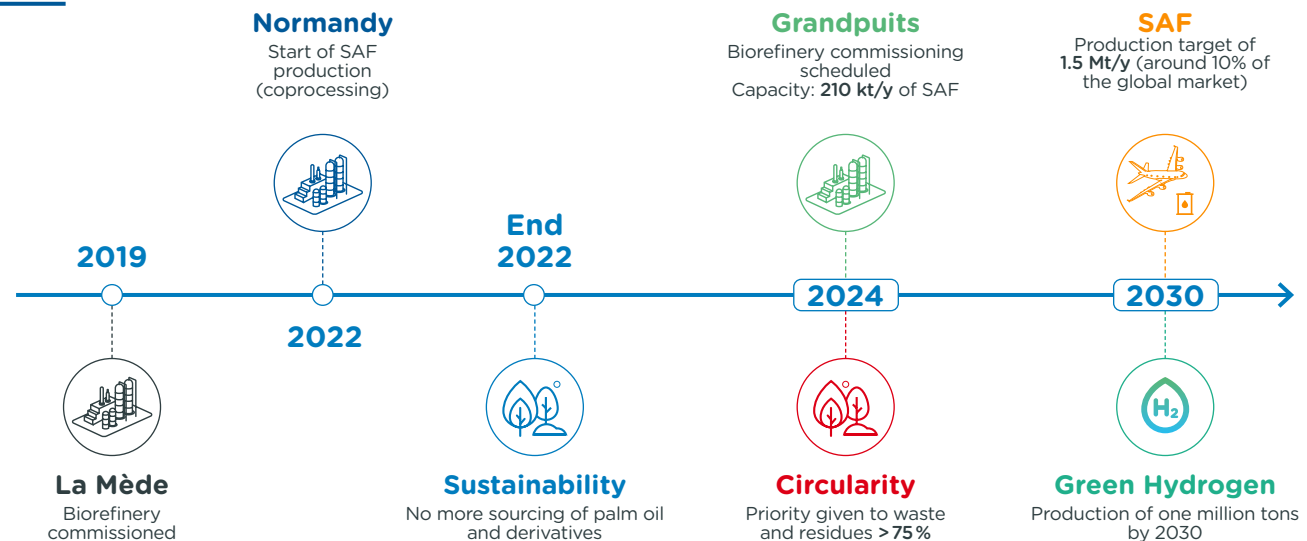 Normandy
Start of SAF
production
(coprocessing)
Grandpuits
Biorefinery commissioning
scheduled
Capacity: 210 kt/y of SAF
SAF
Production target of
1.5 Mt/y (around 10% of
the global market)
2019
2022
End
2022
2024
2030
H₂
La Mède
Biorefinery
commissioned
Sustainability
No more sourcing of palm oil
and derivatives
Circularity
Priority given to waste
and residues >75%
Green Hydrogen
Production of one million tons
by 2030